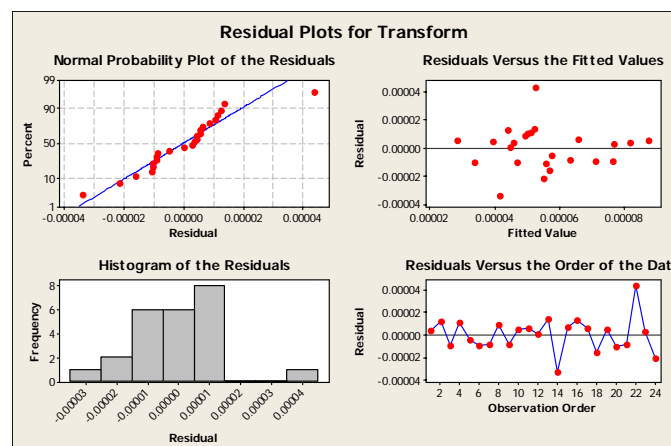 Residual Plots for Transform
Normal Probability Plot of the Residuals
99
90
50
10
1
Percent
-0.00004 -0.00002 0.00000 0.00002 0.00004
Residual
Residuals Versus the Fitted Values
0.00004
0.00002
0.00000
-0.00002
-0.00004
Residual
0.00002 0.00004 0.00006 0.00008
Fitted Value
Histogram of the Residuals
8
6
4
2
0
Frequency
-0.00003 -0.00002 -0.00001 0.00000 0.00001 0.00002 0.00003 0.00004
Residual
Residuals Versus the Order of the Dat
0.00004
0.00002
0.00000
-0.00002
-0.00004
Residual
2 4 6 8 10 12 14 16 18 20 22 24
Observation Order